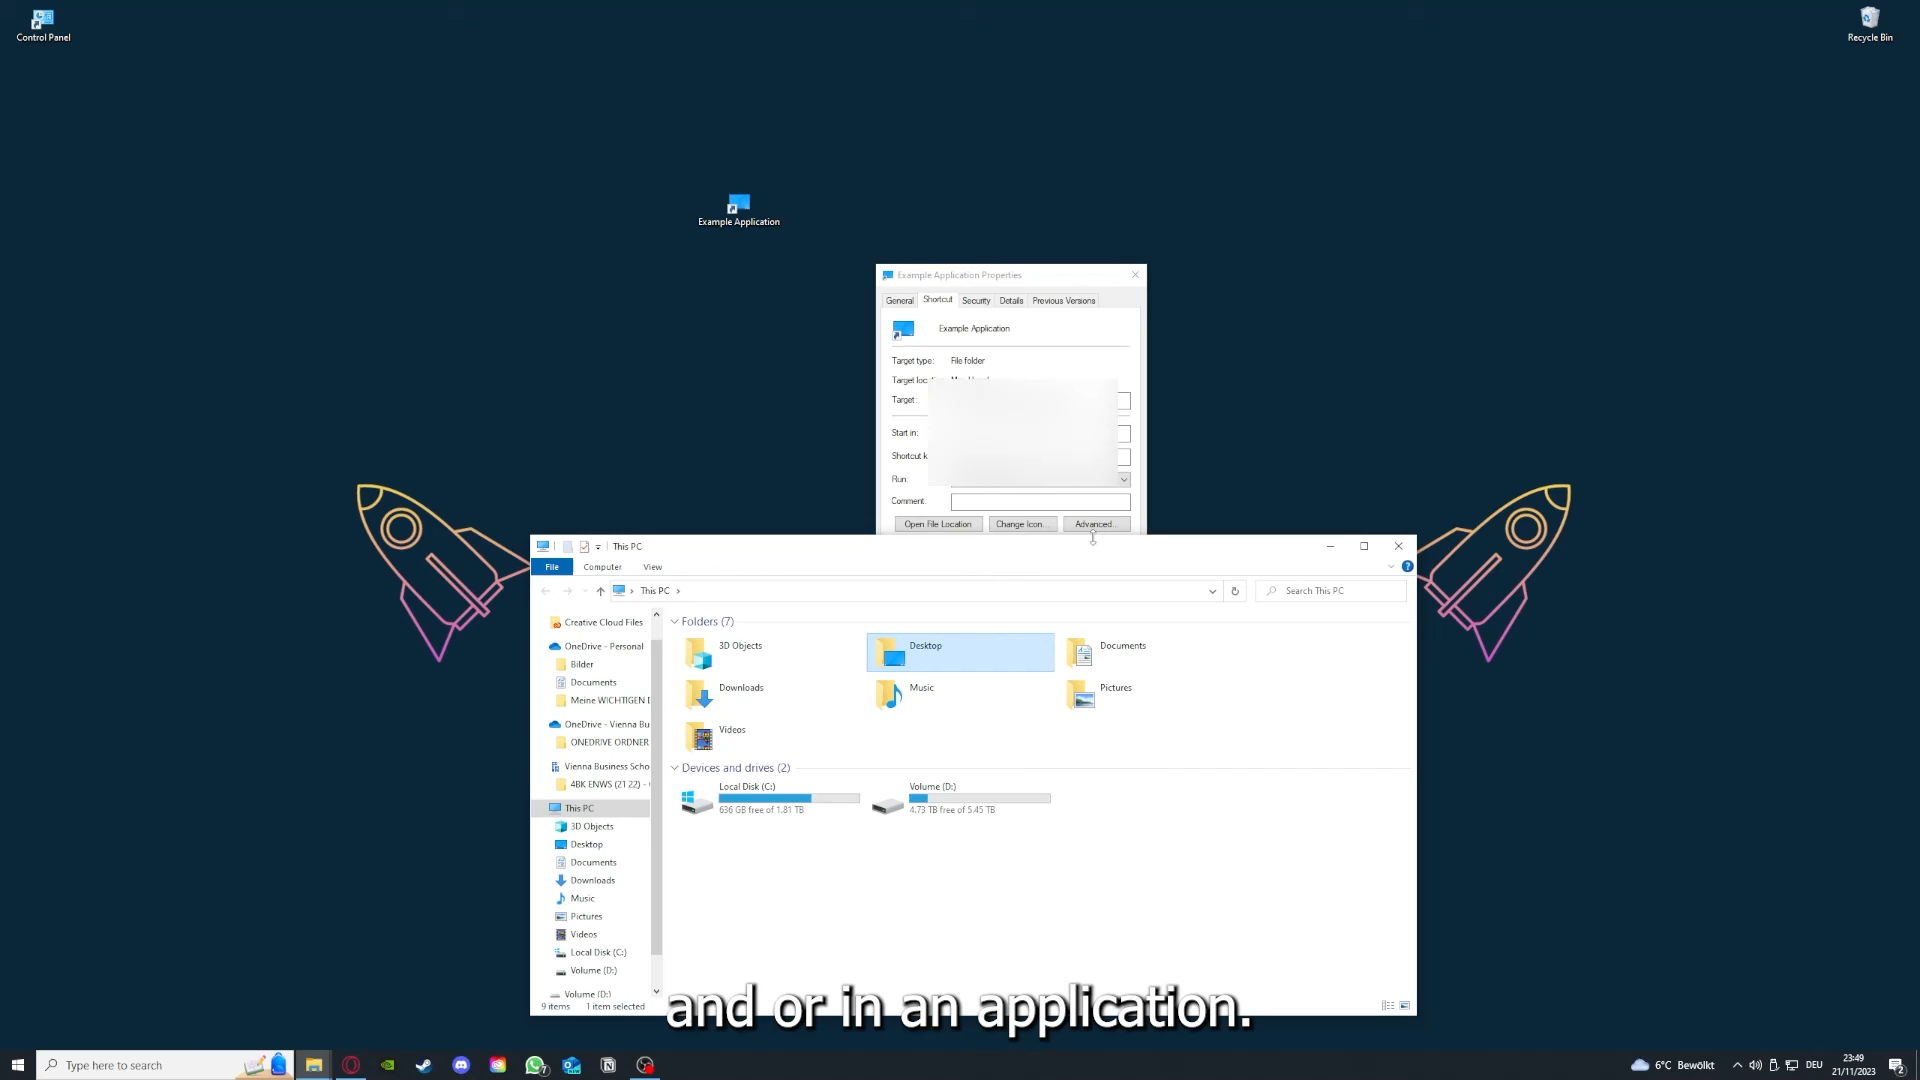 Control Panel
Recycle Bin
Example Application
Example Application Properties
General Shortcut Security Details Previous Versions
Example Application
Target type: File folder
Target
Target:
Start in:
Shortcut k
Run:
Comment:
Open File Location Change Icon... Advanced...
This PC
File Computer View
This PC
Search This PC
Creative Cloud Files
OneDrive - Personal
Bilder
Documents
Meine WICHTIGEN
OneDrive - Vienna Bu
ONEDRIVE ORDNER
Vienna Business Scho
4BK ENWS (21 22) -
This PC
3D Objects
Desktop
Documents
Downloads
Music
Pictures
Videos
Local Disk (C:)
Volume (D:)
Volume (D:)
Folders (7)
3D Objects
Desktop
Documents
Downloads
Music
Pictures
Videos
Devices and drives (2)
Local Disk (C:)
636 GB free of 1.81 TB
Volume (D:)
4.73 TB free of 5.45 TB
9 items 1 item selected
and or in an application.
Type here to search
7
6°C Bewölkt
DEU
23:49
21/11/2023
2